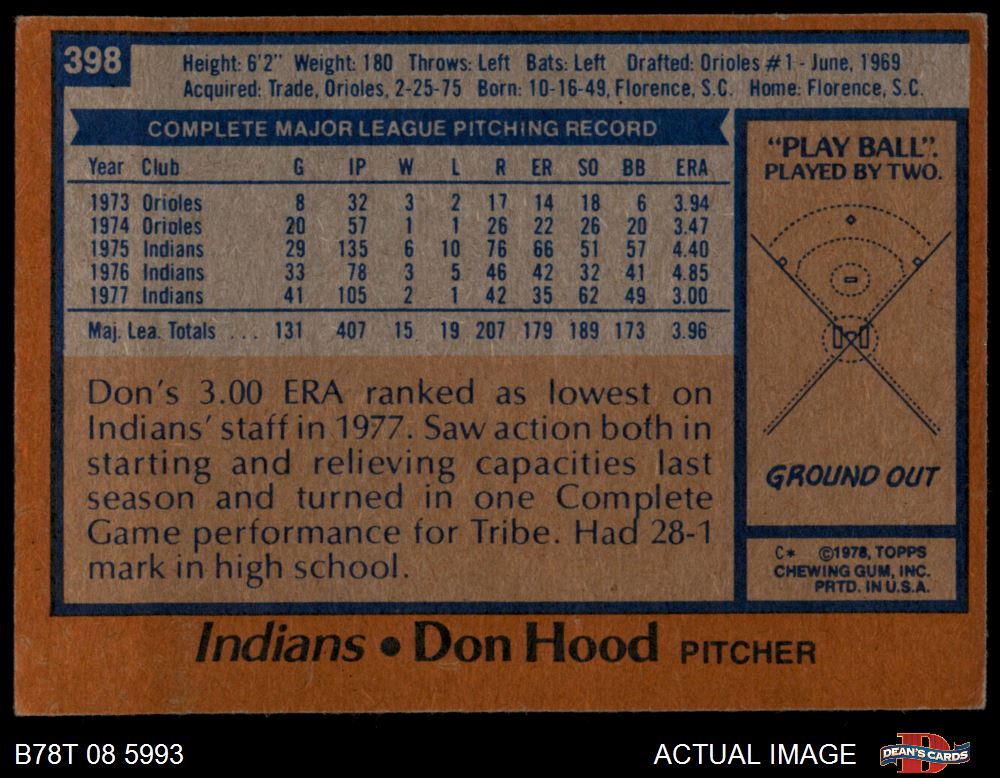 398
Height: 6'2" Weight: 180 Throws: Left Bats: Left Drafted: Orioles #1 - June, 1969
Acquired: Trade, Orioles, 2-25-75 Born: 10-16-49, Florence, S.C. Home: Florence, S.C.
COMPLETE MAJOR LEAGUE PITCHING RECORD
Year Club G IP W L R ER SO BB ERA
1973 Orioles 8 32 3 2 17 14 18 6 3.94
1974 Orioles 20 57 1 1 26 22 26 20 3.47
1975 Indians 29 135 6 10 76 66 51 57 4.40
1976 Indians 33 78 3 5 46 42 32 41 4.85
1977 Indians 41 105 2 1 42 35 62 49 3.00
Maj. Lea. Totals ... 131 407 15 19 207 179 189 173 3.96
Don's 3.00 ERA ranked as lowest on
Indians' staff in 1977. Saw action both in
starting and relieving capacities last
season and turned in one Complete
Game performance for Tribe. Had 28-1
mark in high school.
"PLAY BALL".
PLAYED BY TWO.
GROUND OUT
C* ©1978, TOPPS
CHEWING GUM, INC.
PRTD. IN U.S.A.
Indians • Don Hood PITCHER
B78T 08 5993
ACTUAL IMAGE
DEAN'S CARDS